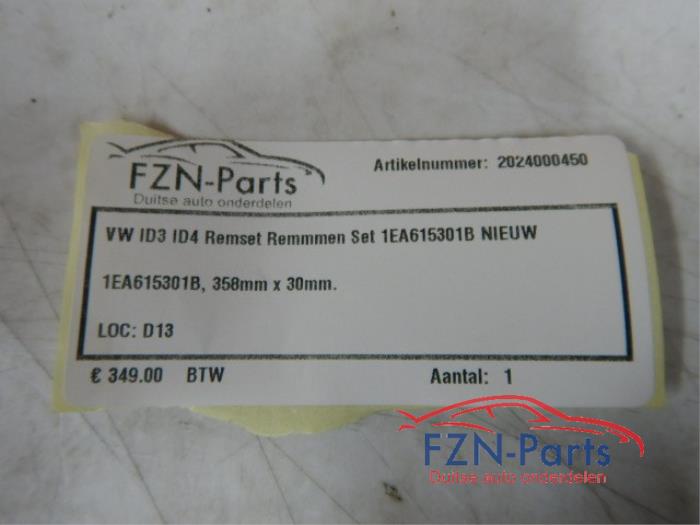 FZN-Parts
Duitse auto onderdelen
Artikelnummer: 2024000450
VW ID3 ID4 Remset Remmmen Set 1EA615301B NIEUW
1EA615301B, 358mm x 30mm.
LOC: D13
€ 349.00 BTW
Aantal: 1
FZN-Parts
Duitse auto onderdelen